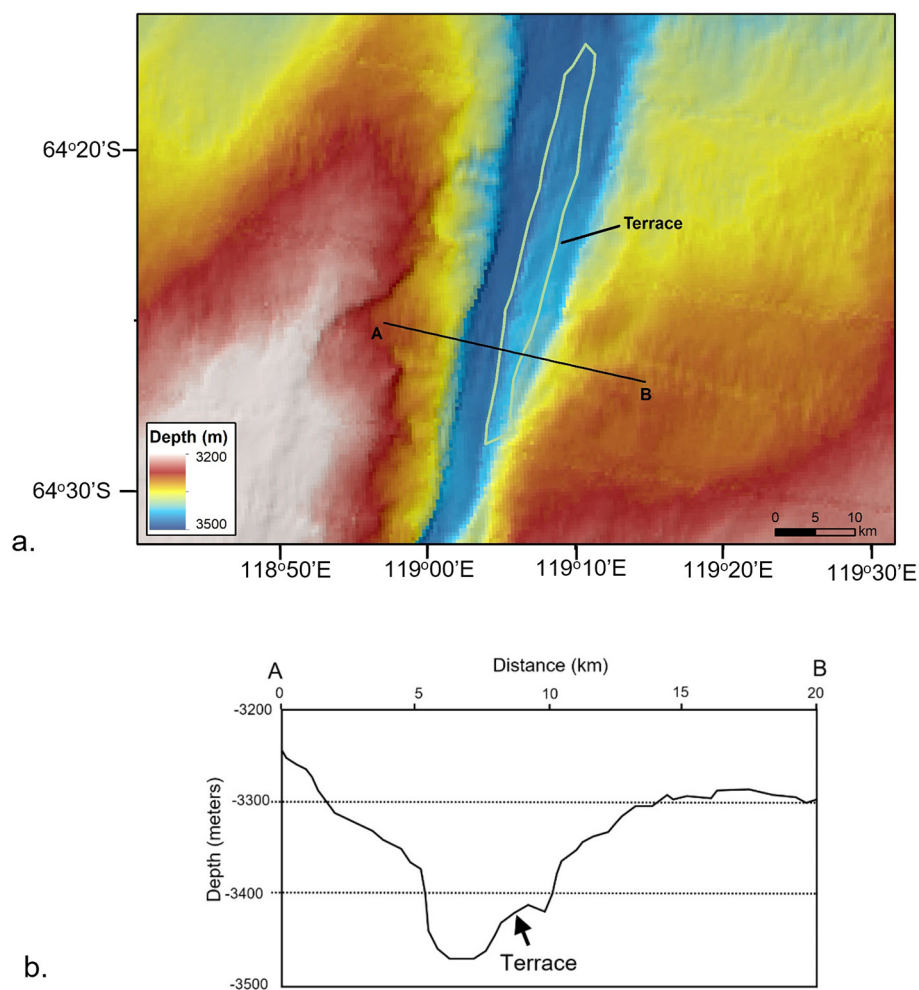 64°20'S
Terrace
A
B
Depth (m)
3200
3500
64°30'S
0 5 10
km
a.
118°50'E 119°00'E 119°10'E 119°20'E 119°30'E
Distance (km)
A B
0 5 10 15 20
-3200
-3300
-3400
-3500
Depth (meters)
Terrace
b.